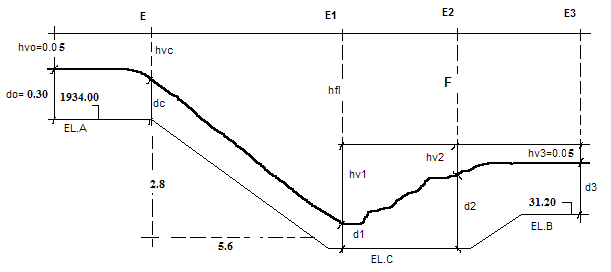 E E1 E2 E3
hvo=0.05 hvc
hfl F
do= 0.30 1934.00 dc
EL.A
hv2 hv3=0.05
hv1
2.8
d3
31.20
d2
d1 EL.B
5.6
EL.C